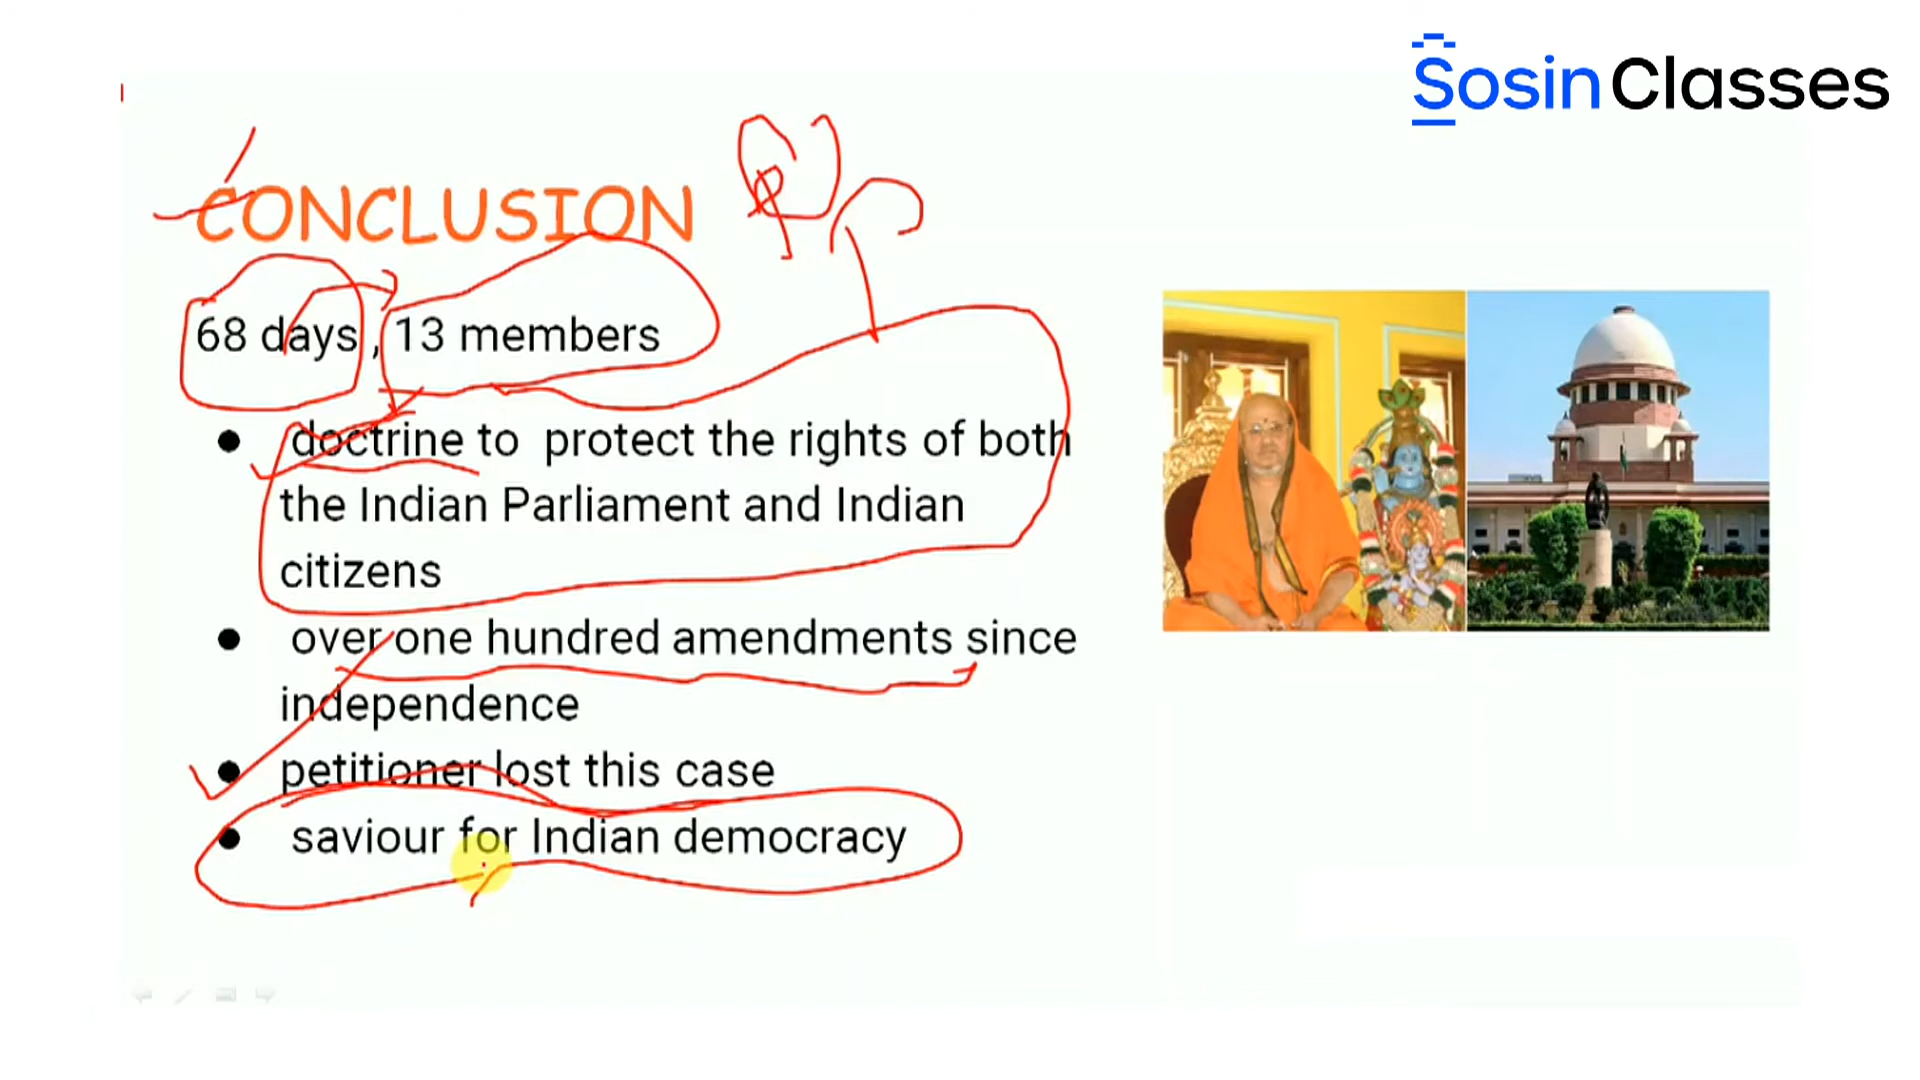 Sosin Classes
CONCLUSION
68 days , 13 members
● doctrine to protect the rights of both
the Indian Parliament and Indian
citizens
● over one hundred amendments since
independence
● petitioner lost this case
● saviour for Indian democracy